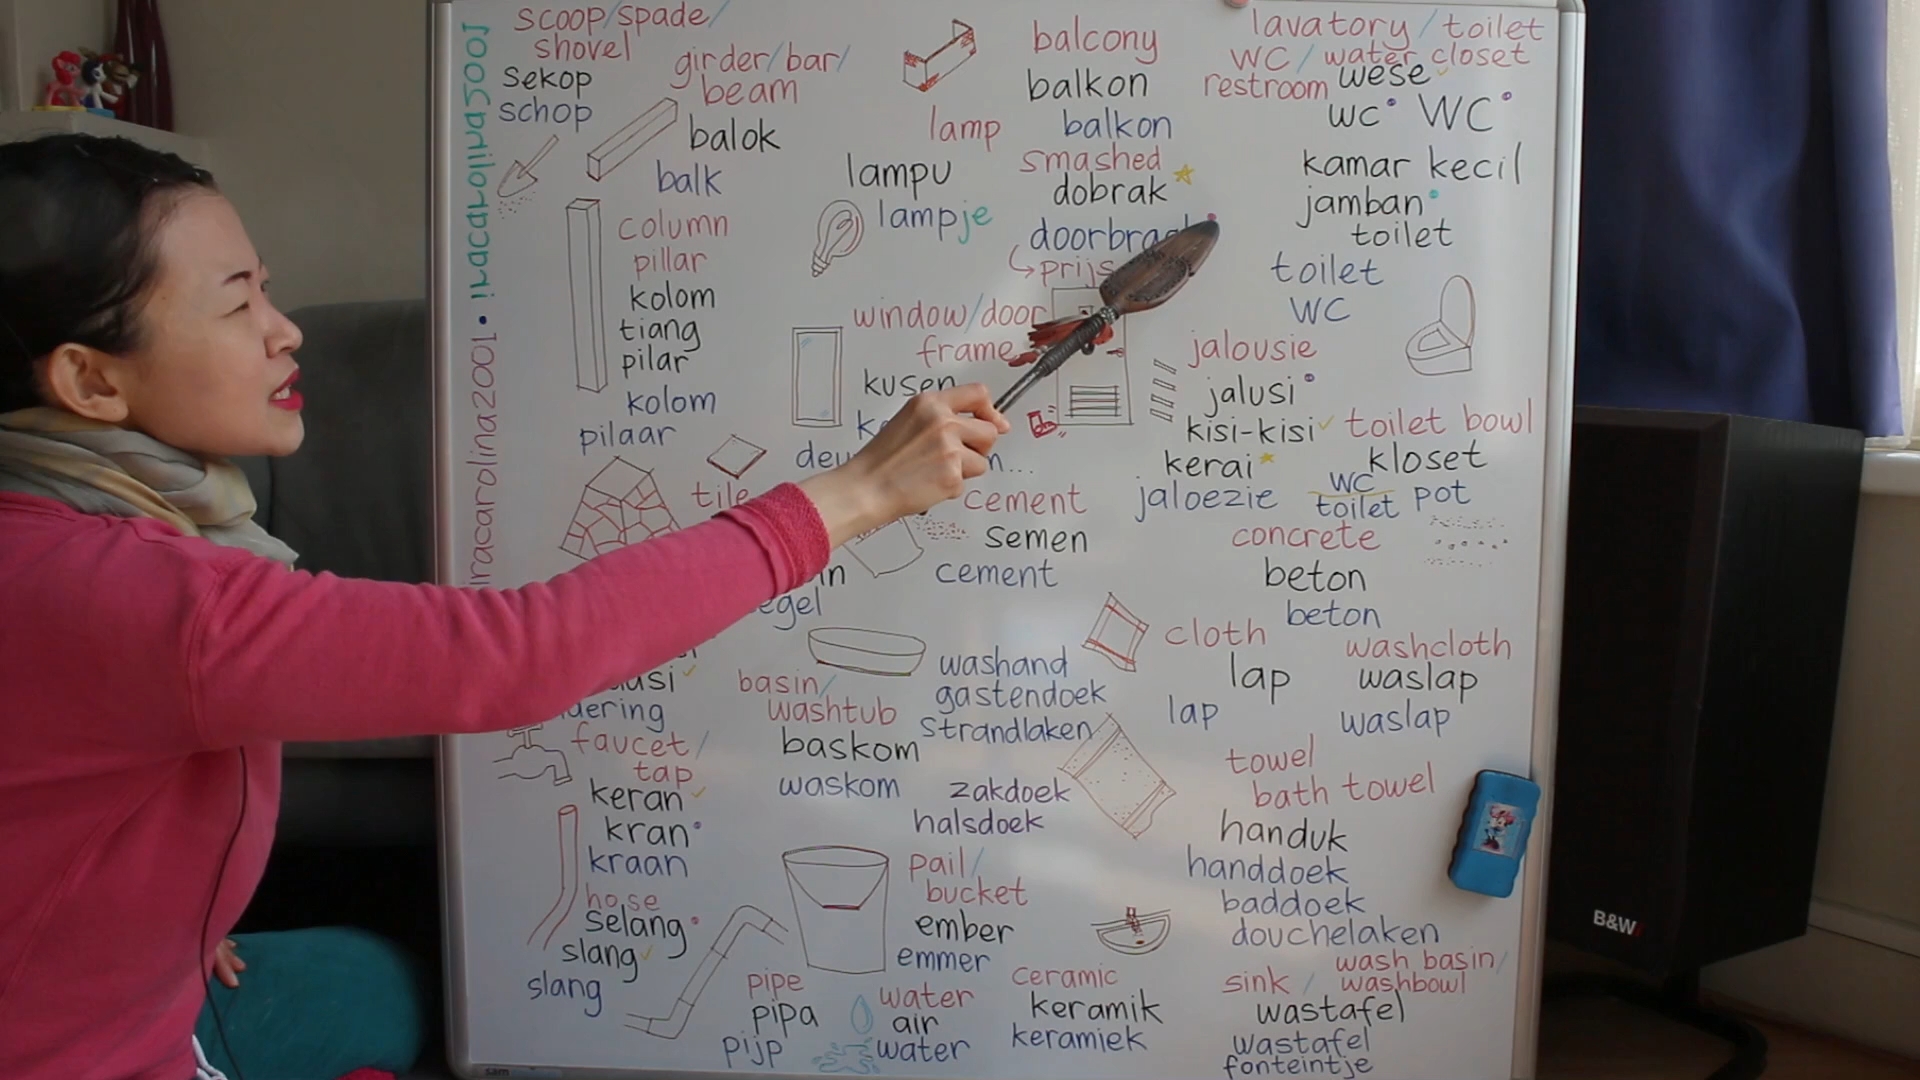 iracarolina2001 • iracarolina500J
scoop/spade/
shovel
sekop
schop
girder/bar/
beam
balok
balk
column
pillar
kolom
tiang
pilar
kolom
pilaar
lamp
lampu
lampje
balcony
balkon
balkon
smashed
dobrak
prijs
lavatory / toilet
WC / water closet
restroom
wese
wc WC
kamar kecil
jamban
toilet
toilet
WC
window/door
frame
kusen
jalousie
jalusi
kisi-kisi
kerai
jaloezie
toilet bowl
kloset
WC
toilet pot
tile
cement
semen
cement
concrete
beton
beton
cloth
lap
lap
washcloth
waslap
waslap
basin/
washtub
baskom
waskom
washand
gastendoek
strandlaken
zakdoek
halsdoek
towel
bath towel
handuk
handdoek
baddoek
douchelaken
faucet/
tap
keran
kran
kraan
hose
selang
slang
slang
pail/
bucket
ember
emmer
pipe
pipa
pijp
water
air
water
ceramic
keramik
keramiek
sink / wash basin/
washbowl
wastafel
wastafel
fonteintje
B&W
sam